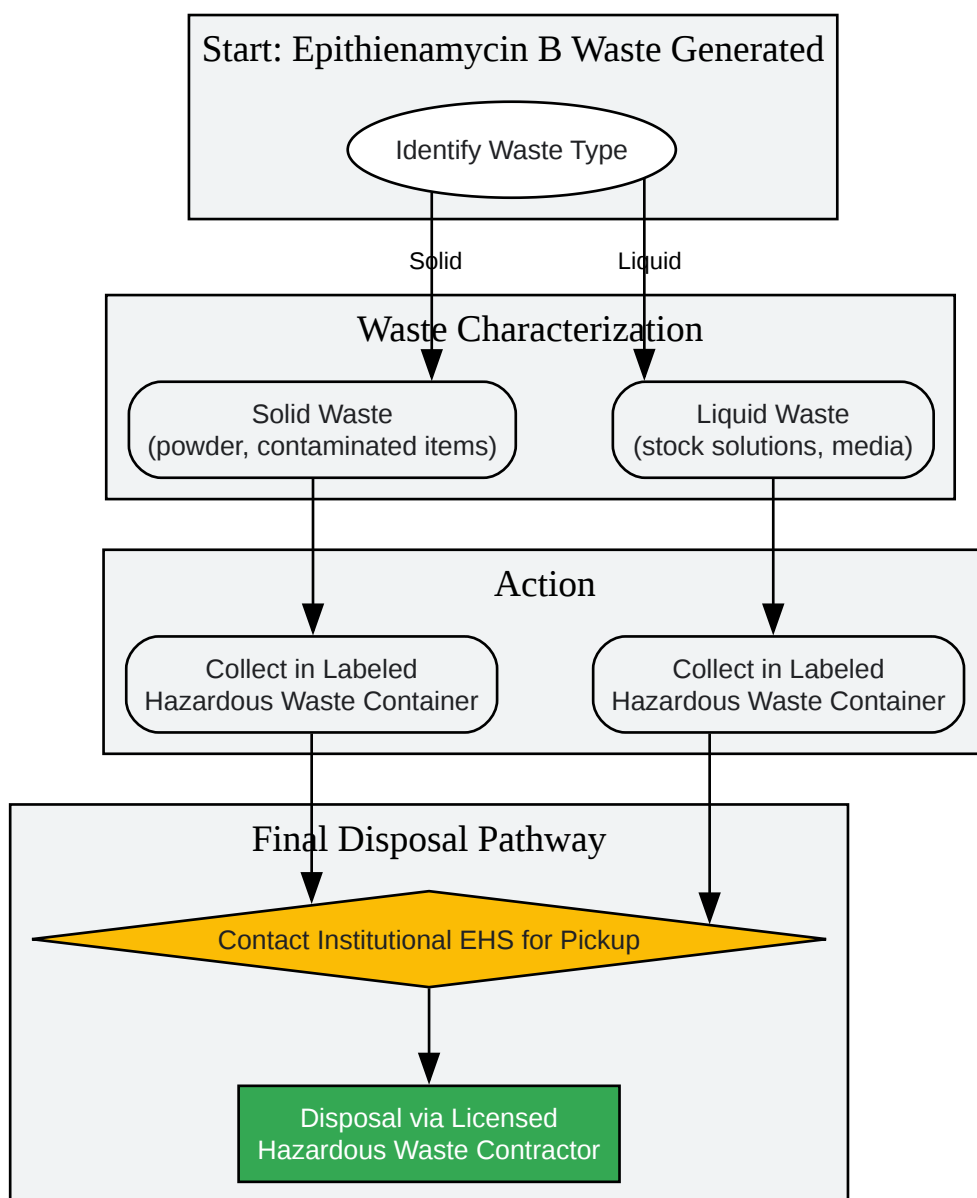 Start: Epithienamycin B Waste Generated
Identify Waste Type
Solid
Liquid
Waste Characterization
Solid Waste
(powder, contaminated items)
Liquid Waste
(stock solutions, media)
Action
Collect in Labeled
Hazardous Waste Container
Collect in Labeled
Hazardous Waste Container
Final Disposal Pathway
Contact Institutional EHS for Pickup
Disposal via Licensed
Hazardous Waste Contractor